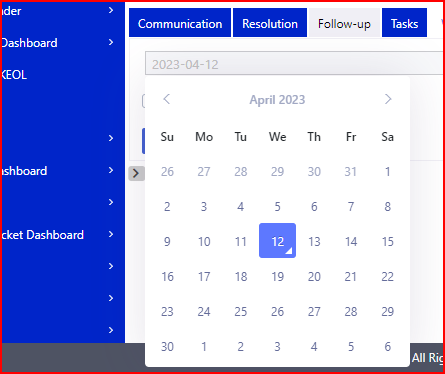 nder
Communication Resolution Follow-up Tasks
Dashboard
2023-04-12
KEOL
April 2023
Su Mo Tu We Th Fr Sa
ashboard
26 27 28 29 30 31 1
2 3 4 5 6 7 8
cket Dashboard
9 10 11 12 13 14 15
16 17 18 19 20 21 22
23 24 25 26 27 28 29
30 1 2 3 4 5 6
All Rig